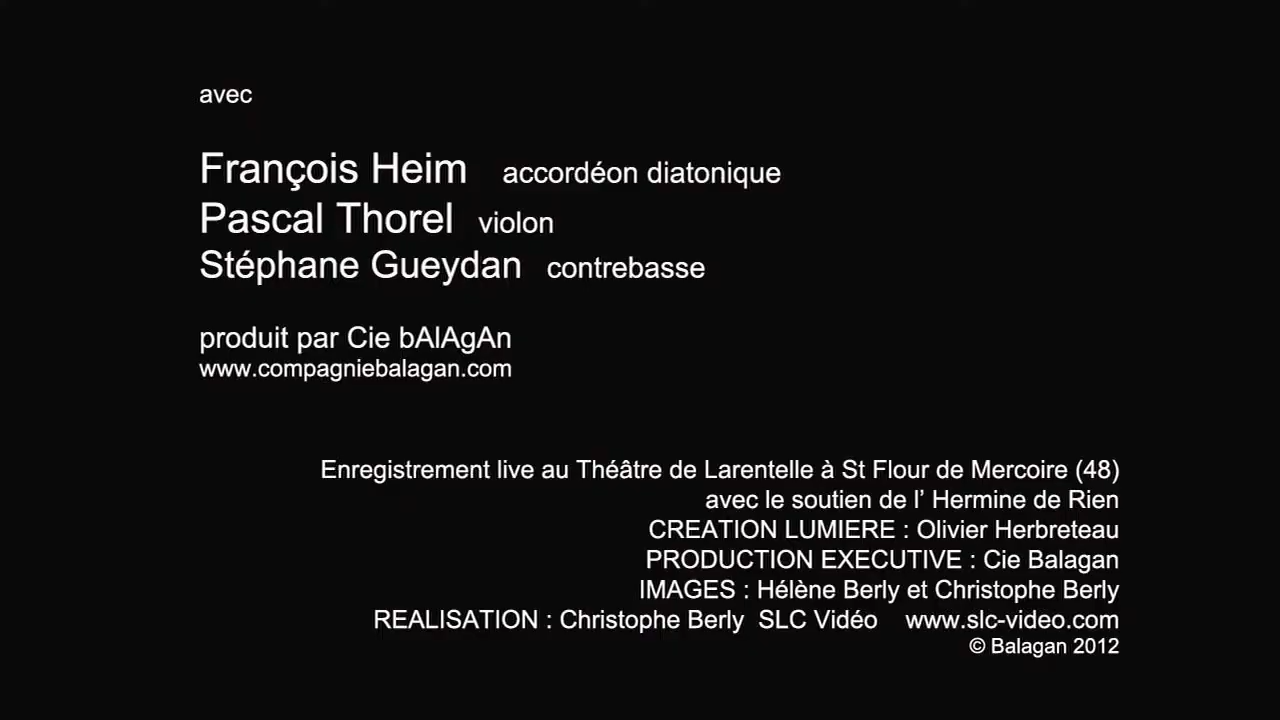 avec
François Heim accordéon diatonique
Pascal Thorel violon
Stéphane Gueydan contrebasse
produit par Cie bAlAgAn
www.compagniebalagan.com
Enregistrement live au Théâtre de Larentelle à St Flour de Mercoire (48)
avec le soutien de l’ Hermine de Rien
CREATION LUMIERE : Olivier Herbreteau
PRODUCTION EXECUTIVE : Cie Balagan
IMAGES : Hélène Berly et Christophe Berly
REALISATION : Christophe Berly SLC Vidéo www.slc-video.com
© Balagan 2012